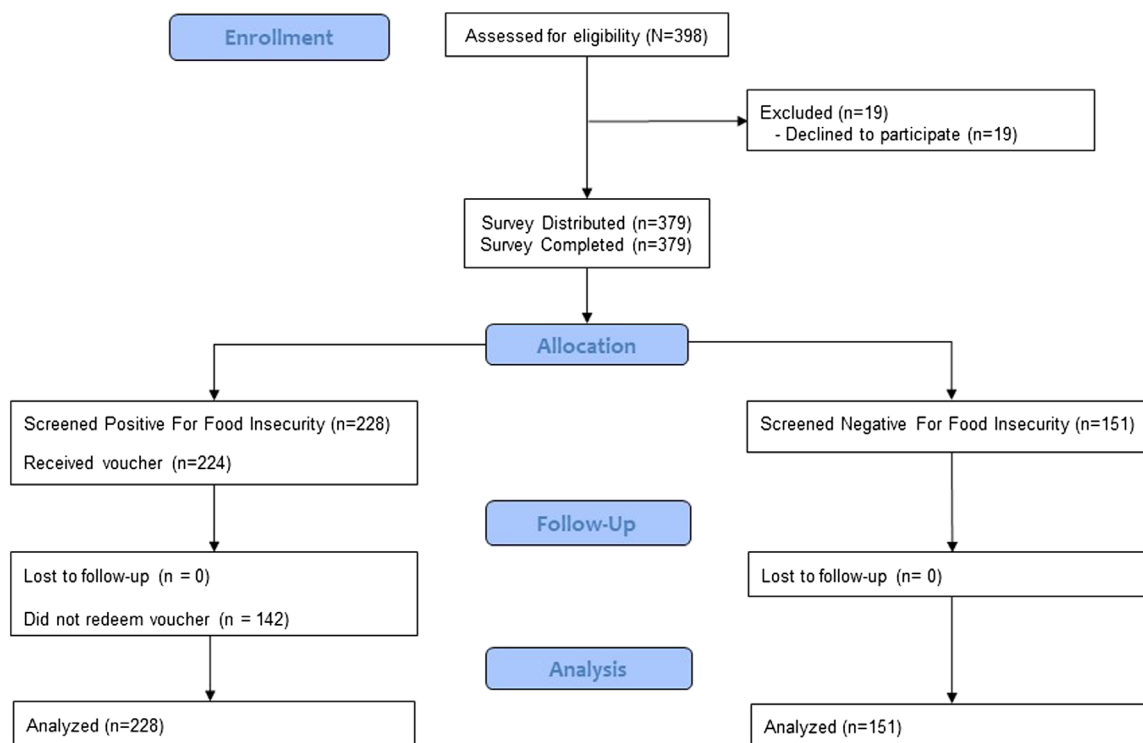 Enrollment
Assessed for eligibility (N=398)
Excluded (n=19)
- Declined to participate (n=19)
Survey Distributed (n=379)
Survey Completed (n=379)
Allocation
Screened Positive For Food Insecurity (n=228)
Received voucher (n=224)
Screened Negative For Food Insecurity (n=151)
Follow-Up
Lost to follow-up (n = 0)
Did not redeem voucher (n = 142)
Lost to follow-up (n= 0)
Analysis
Analyzed (n=228)
Analyzed (n=151)